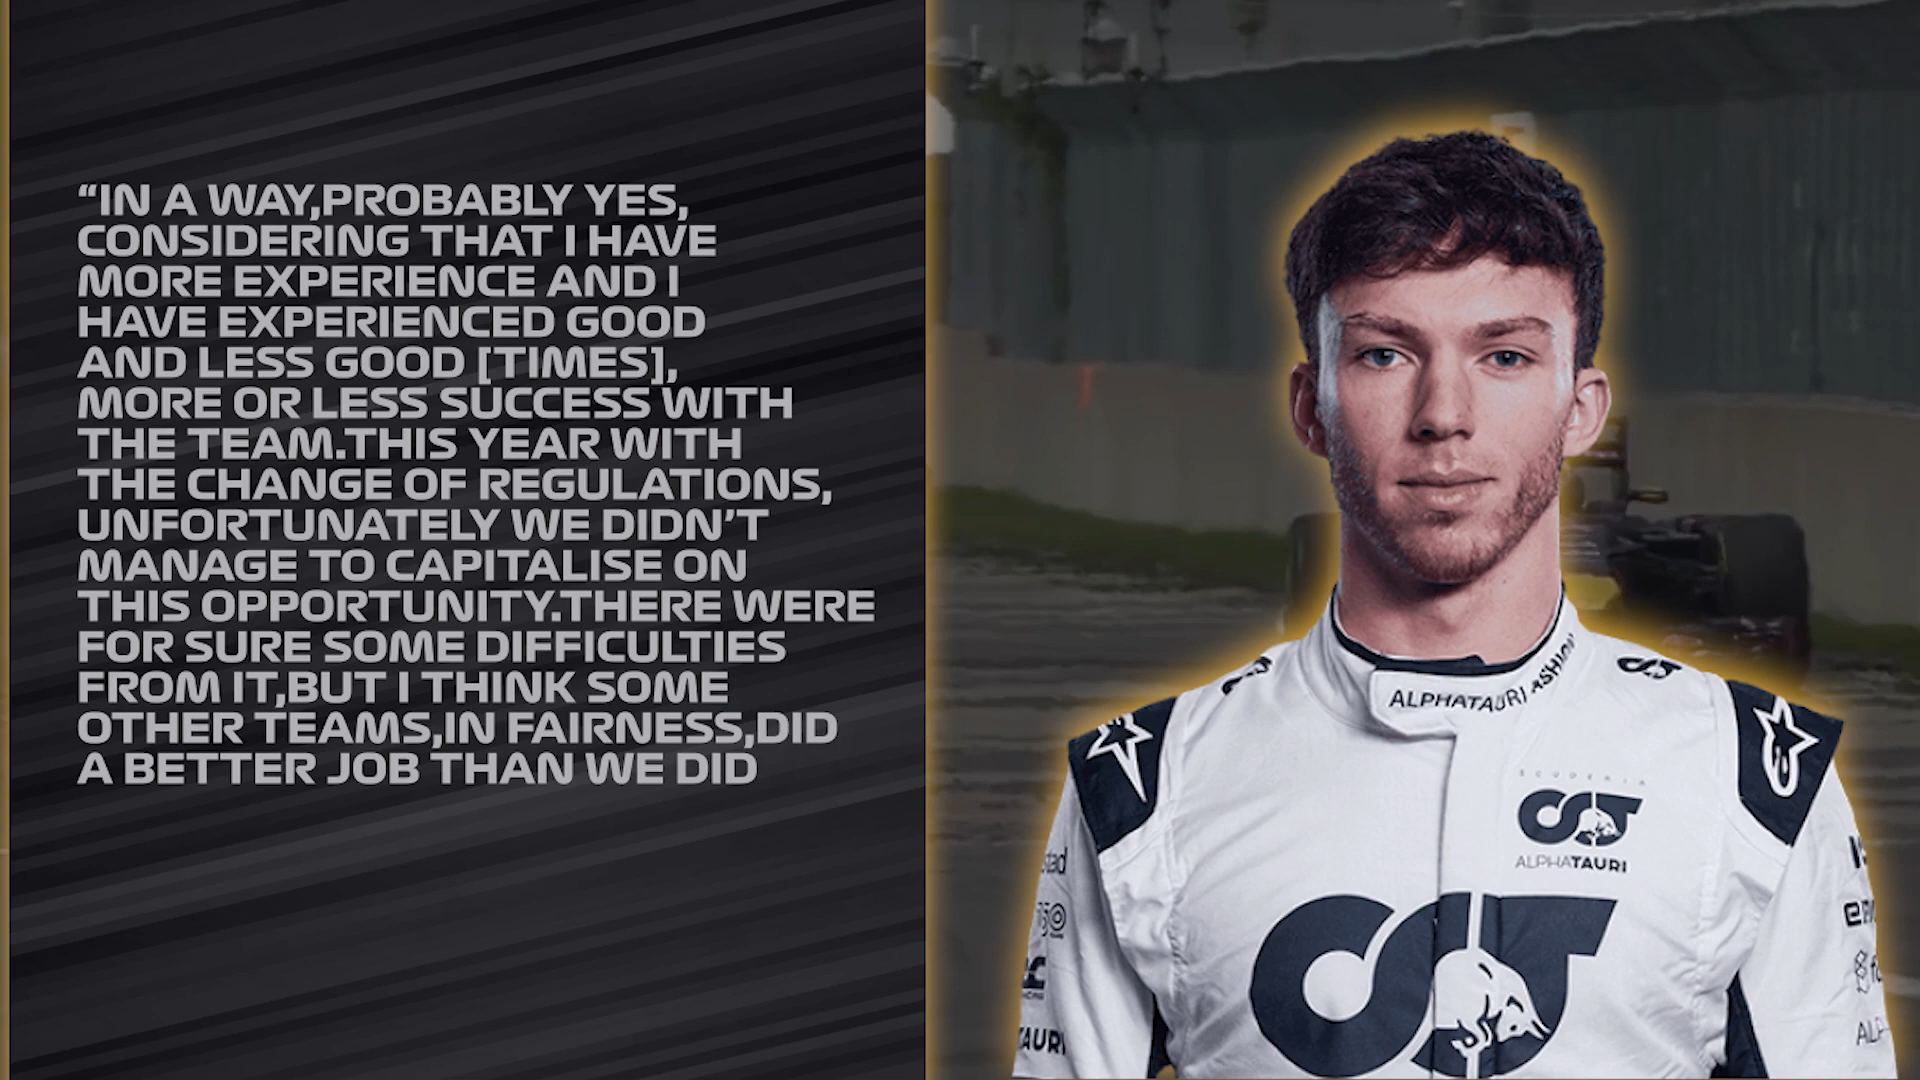 “IN A WAY,PROBABLY YES,
CONSIDERING THAT I HAVE
MORE EXPERIENCE AND I
HAVE EXPERIENCED GOOD
AND LESS GOOD [TIMES],
MORE OR LESS SUCCESS WITH
THE TEAM.THIS YEAR WITH
THE CHANGE OF REGULATIONS,
UNFORTUNATELY WE DIDN’T
MANAGE TO CAPITALISE ON
THIS OPPORTUNITY.THERE WERE
FOR SURE SOME DIFFICULTIES
FROM IT,BUT I THINK SOME
OTHER TEAMS,IN FAIRNESS,DID
A BETTER JOB THAN WE DID
ALPHATAURI
SCUDERIA
ALPHATAURI